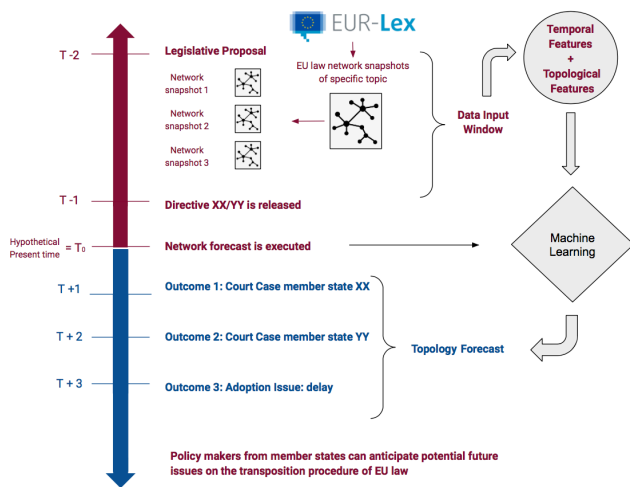 EUR-Lex
T -2
Legislative Proposal
EU law network snapshots
of specific topic
Network
snapshot 1
Network
snapshot 2
Network
snapshot 3
Data Input
Window
Temporal
Features
+
Topological
Features
T -1
Directive XX/YY is released
Hypothetical
Present time
= T₀
Network forecast is executed
Machine
Learning
T +1
Outcome 1: Court Case member state XX
T + 2
Outcome 2: Court Case member state YY
Topology Forecast
T + 3
Outcome 3: Adoption Issue: delay
Policy makers from member states can anticipate potential future
issues on the transposition procedure of EU law